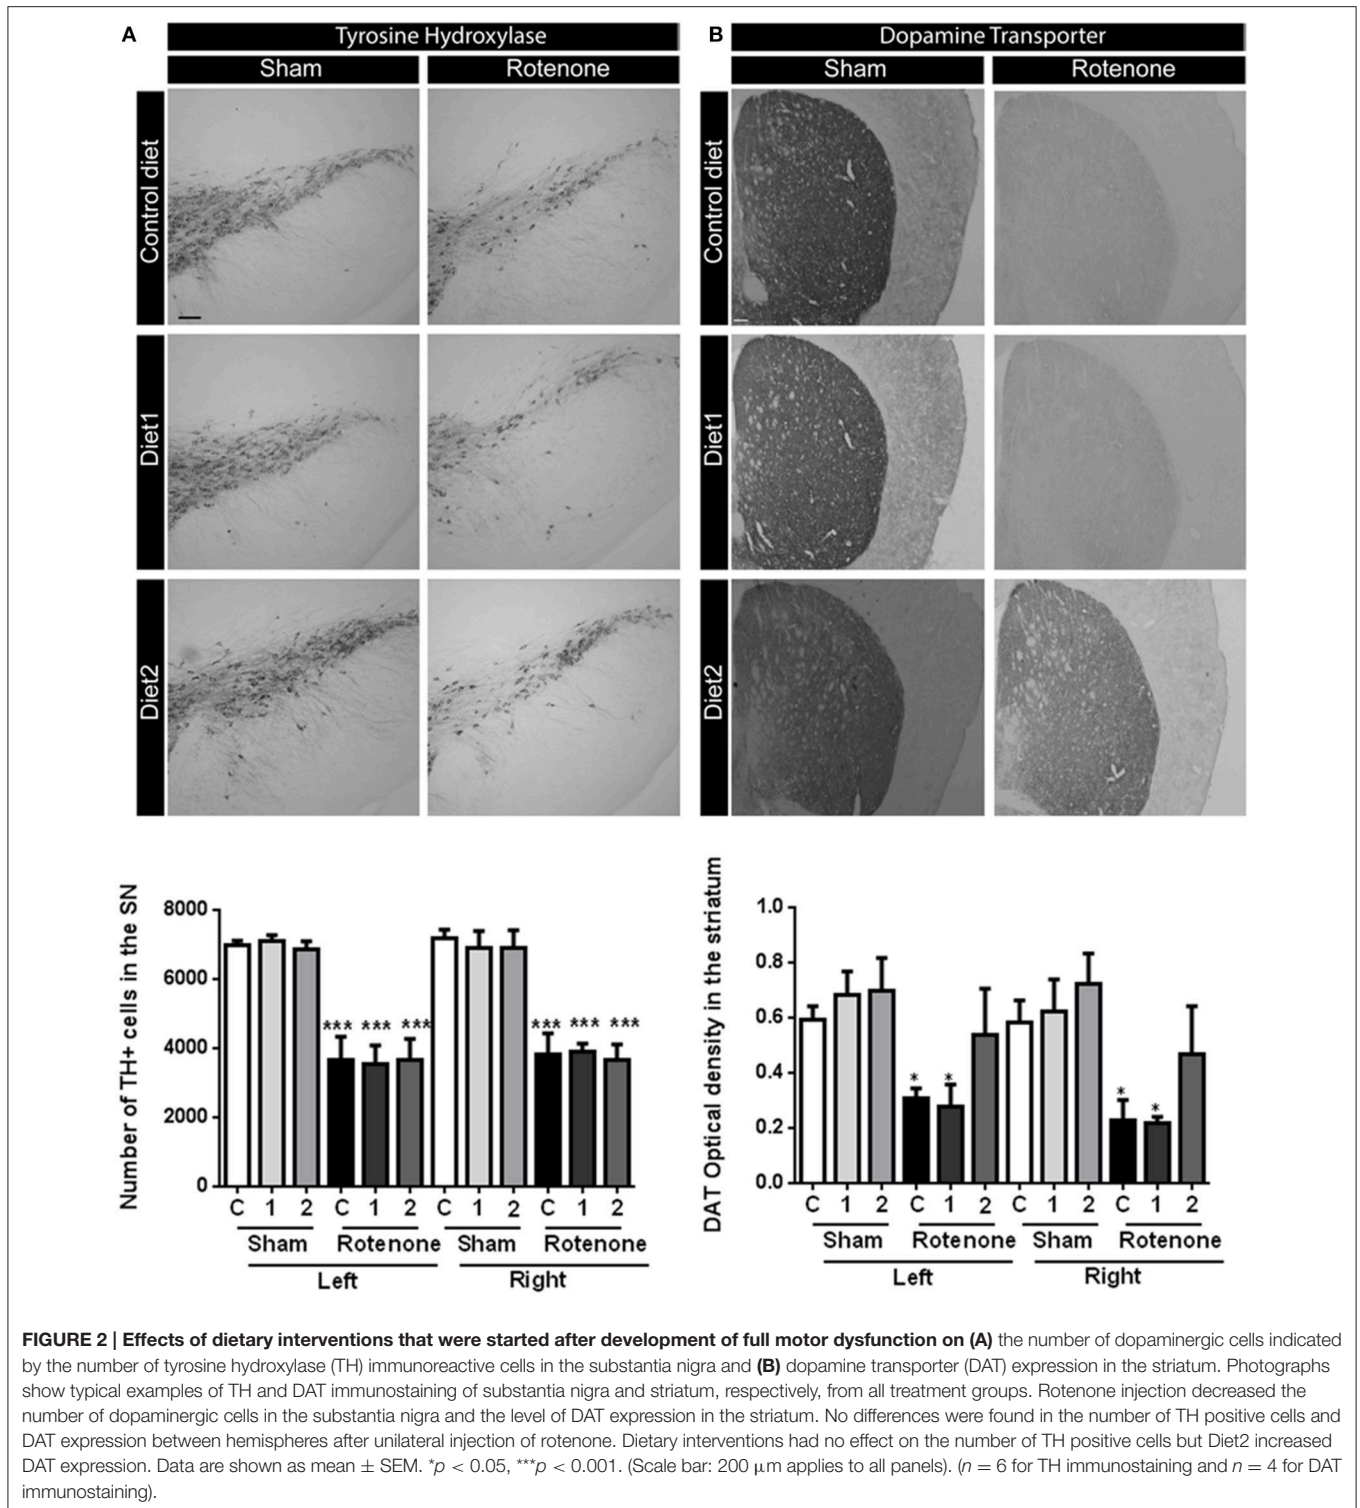 A
Tyrosine Hydroxylase
Sham
Rotenone
Control diet
Diet1
Diet2
B
Dopamine Transporter
Sham
Rotenone
Control diet
Diet1
Diet2
Number of TH+ cells in the SN
8000
6000
4000
2000
0
*** *** *** *** *** ***
C 1 2 C 1 2 C 1 2 C 1 2
Sham Rotenone Sham Rotenone
Left Right
DAT Optical density in the striatum
1.0
0.8
0.6
0.4
0.2
0.0
* * * *
C 1 2 C 1 2 C 1 2 C 1 2
Sham Rotenone Sham Rotenone
Left Right
FIGURE 2 | Effects of dietary interventions that were started after development of full motor dysfunction on (A) the number of dopaminergic cells indicated
by the number of tyrosine hydroxylase (TH) immunoreactive cells in the substantia nigra and (B) dopamine transporter (DAT) expression in the striatum. Photographs
show typical examples of TH and DAT immunostaining of substantia nigra and striatum, respectively, from all treatment groups. Rotenone injection decreased the
number of dopaminergic cells in the substantia nigra and the level of DAT expression in the striatum. No differences were found in the number of TH positive cells and
DAT expression between hemispheres after unilateral injection of rotenone. Dietary interventions had no effect on the number of TH positive cells but Diet2 increased
DAT expression. Data are shown as mean ± SEM. *p < 0.05, ***p < 0.001. (Scale bar: 200 μm applies to all panels). (n = 6 for TH immunostaining and n = 4 for DAT
immunostaining).